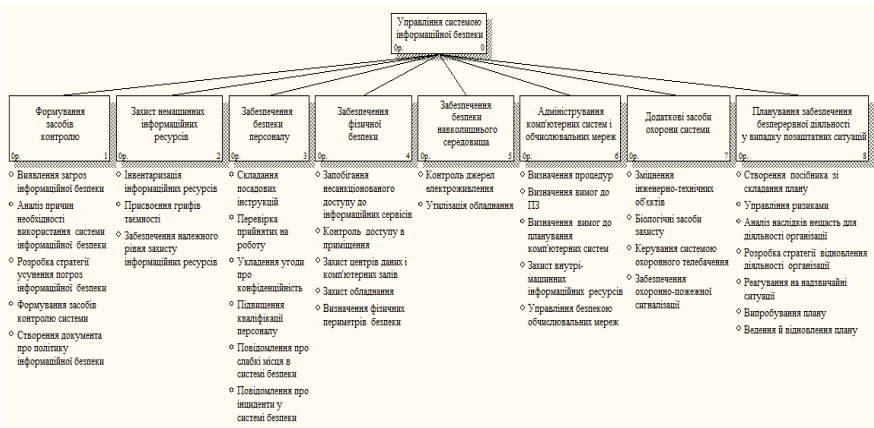 Управління системою
інформаційної безпеки
0р. 0
Формування
засобів
контролю
0р. 1
Виявлення загроз
інформаційної безпеки
Аналіз причин
необхідності
використання системи
інформаційної безпеки
Розробка стратегії
усунення погроз
інформаційної безпеки
Формування засобів
контролю системи
Створення документа
про політику
інформаційної безпеки
Захист немашинних
інформаційних
ресурсів
0р. 2
Інвентаризація
інформаційних ресурсів
Присвоєння грифів
таємності
Забезпечення належного
рівня захисту
інформаційних ресурсів
Забезпечення
безпеки
персоналу
0р. 3
Складання
посадових
інструкцій
Перевірка
прийнятих на
роботу
Укладення угоди
про
конфіденційність
Підвищення
кваліфікації
персоналу
Повідомлення про
слабкі місця в
системі безпеки
Повідомлення про
інциденти у
системі безпеки
Забезпечення
фізичної
безпеки
0р. 4
Запобігання
несанкціонованого
доступу до
інформаційних сервісів
Контроль доступу в
приміщення
Захист центрів даних і
комп'ютерних залів
Захист обладнання
Визначення фізичних
периметрів безпеки
Забезпечення
безпеки
навколишнього
середовища
0р. 5
Контроль джерел
електроживлення
Утилізація обладнання
Адміністрування
комп'ютерних систем і
обчислювальних мереж
0р. 6
Визначення процедур
Визначення вимог до
ПЗ
Визначення вимог до
планування
комп'ютерних систем
Захист внутрі-
машинних
інформаційних ресурсів
Управління безпекою
обчислювальних мереж
Додаткові засоби
охорони системи
0р. 7
Зміцнення
інженерно-технічних
об'єктів
Біологічні засоби
захисту
Керування системою
охоронного телебачення
Забезпечення
охоронно-пожежної
сигналізації
Планування забезпечення
безперервної діяльності
у випадку позаштатних ситуацій
0р. 8
Створення посібника зі
складання плану
Управління ризиками
Аналіз наслідків нещасть для
діяльності організації
Розробка стратегії відновлення
діяльності організації
Реагування на надзвичайні
ситуації
Випробування плану
Ведення й відновлення плану